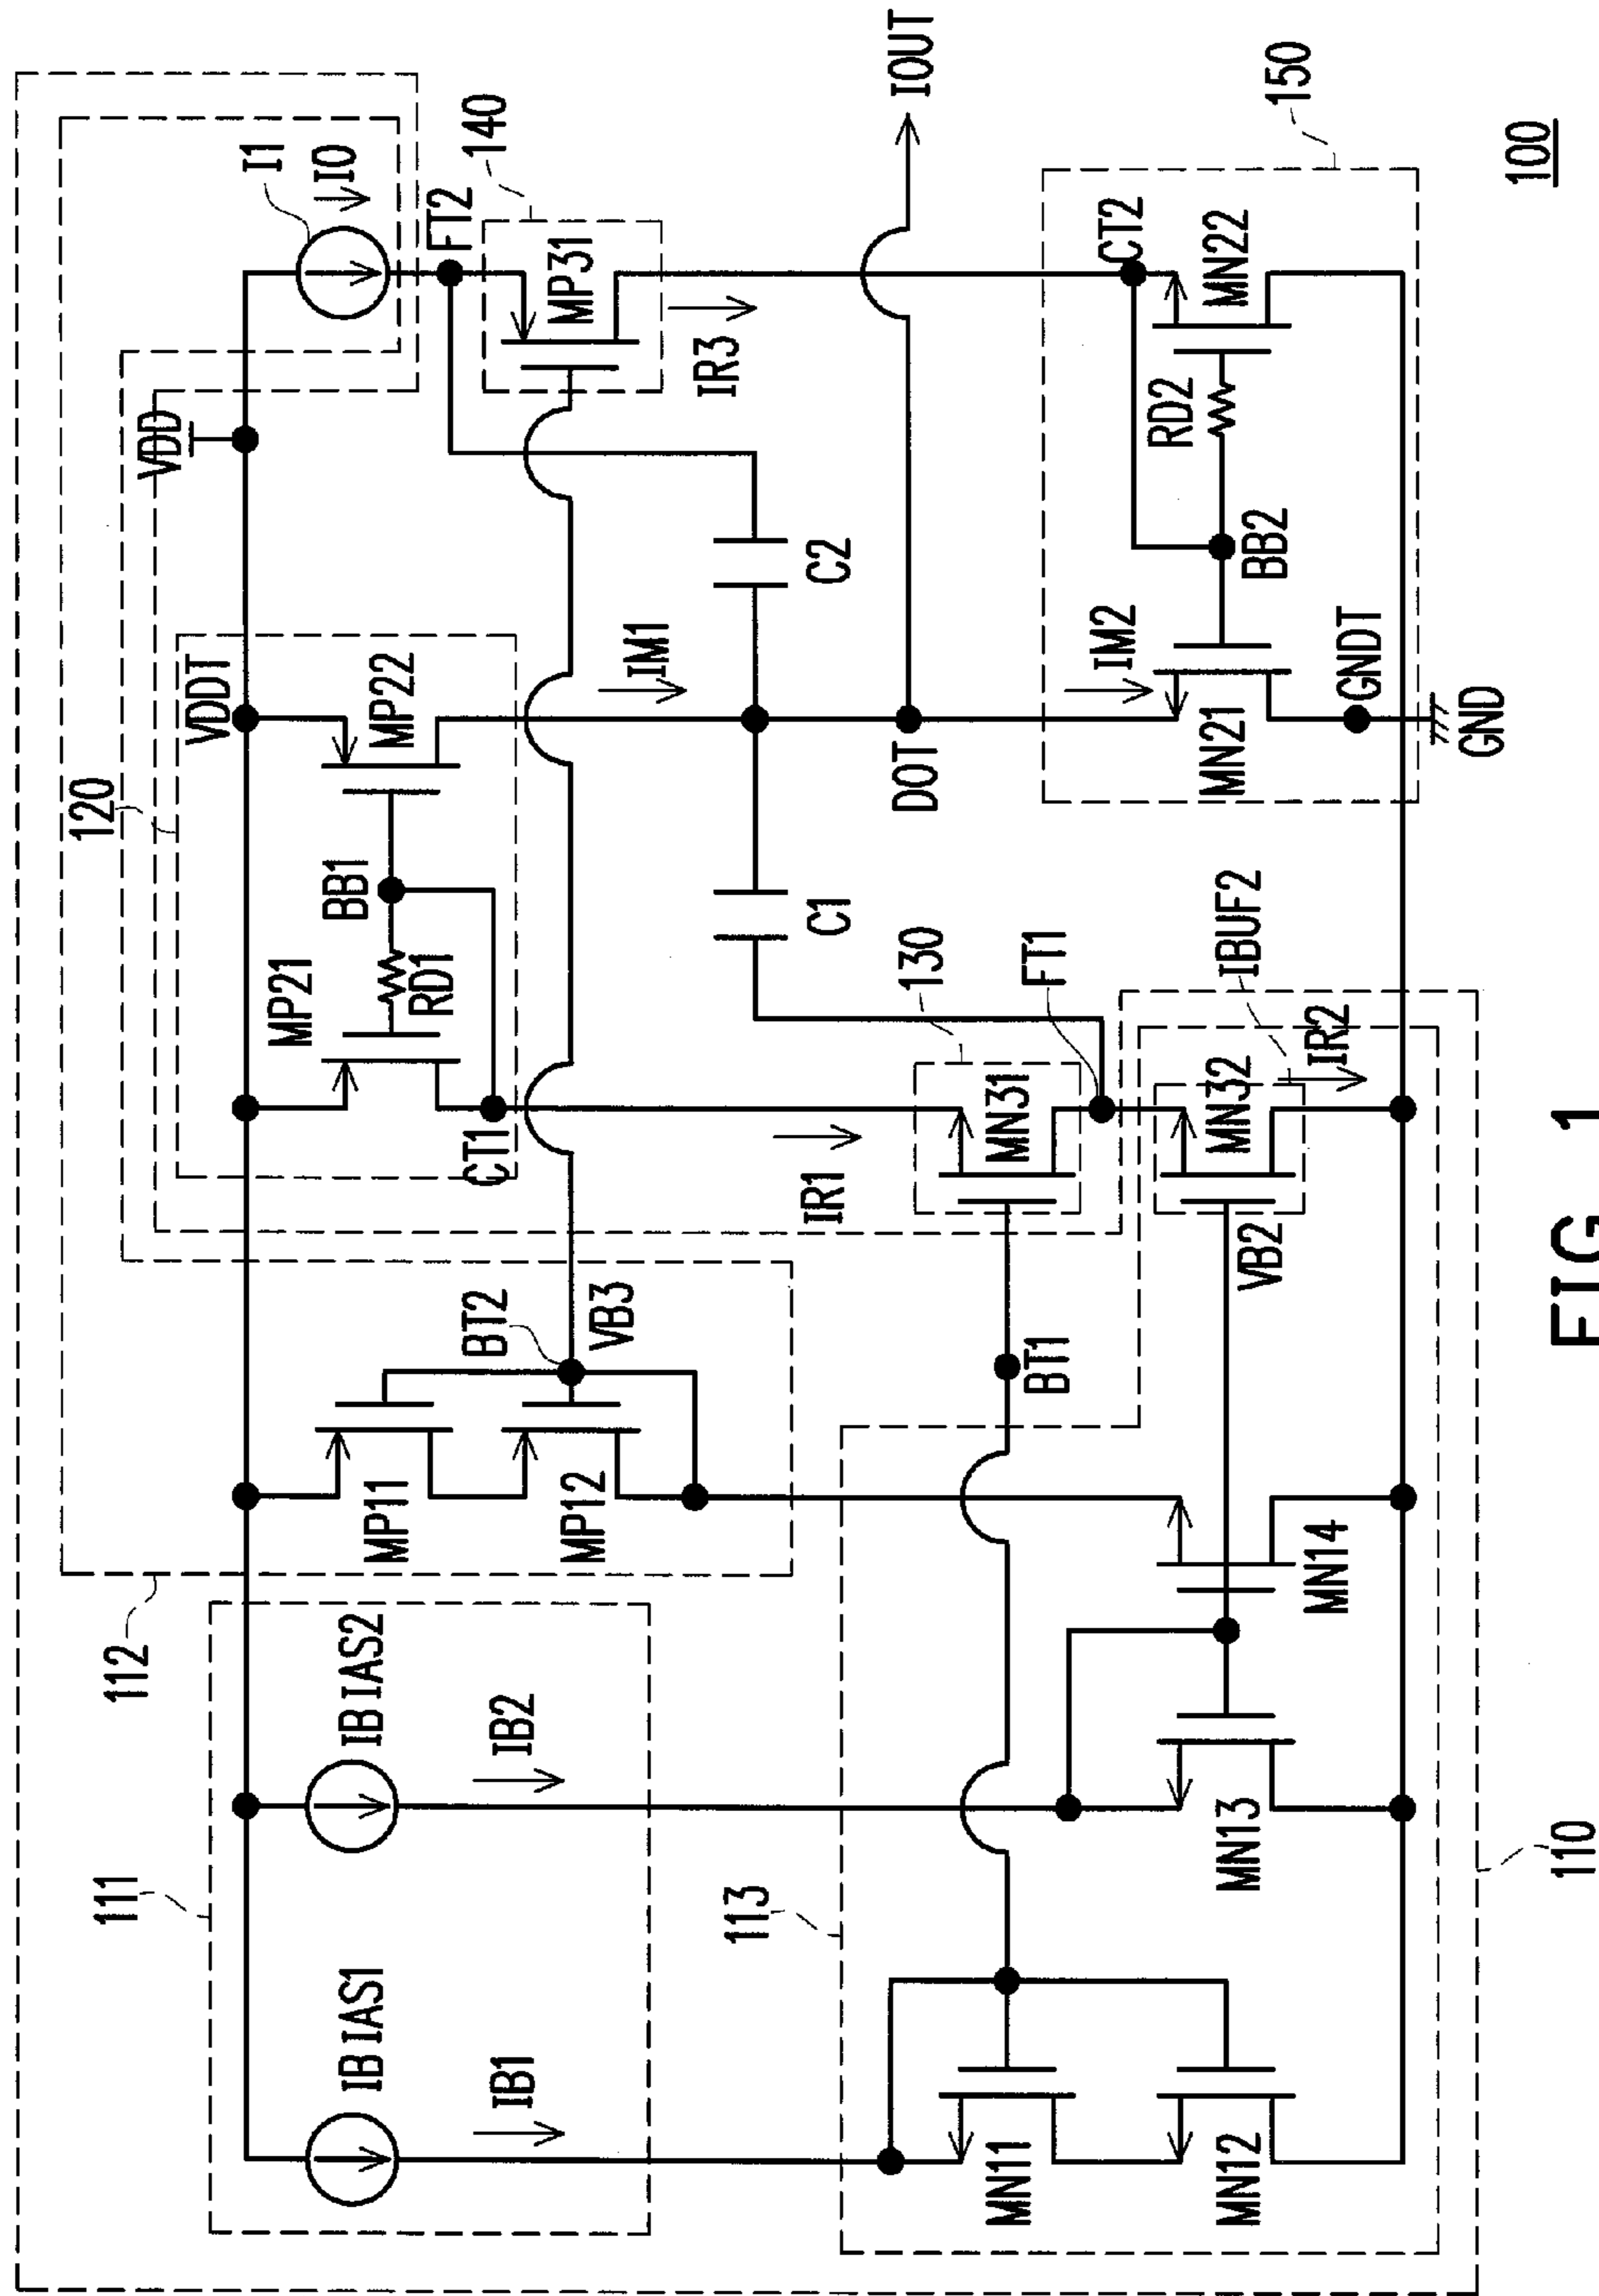 100
110
111
IBIAS1
IB1
IBIAS2
IB2
112
MP11
MP12
BT2
VB3
113
MN11
MN12
MN13
MN14
BT1
VB2
120
VDDT
VDD
MP21
RD1
BB1
MP22
CT1
IR1
130
MN31
FT1
IBUF2
MN32
IR2
C1
C2
IM1
DOT
IOUT
I1
I0
FT2
140
MP31
IR3
150
IM2
MN21
GNDT
GND
BB2
RD2
CT2
MN22
FIG. 1